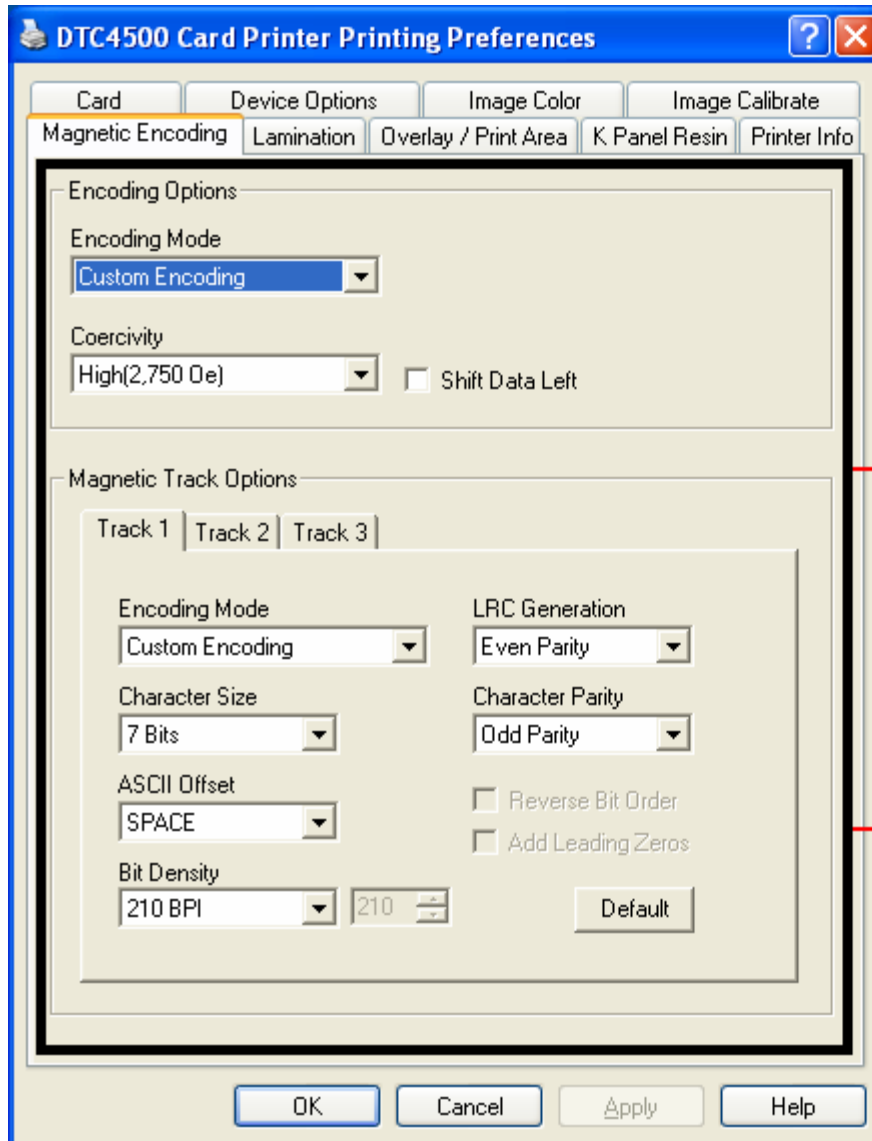 DTC4500 Card Printer Printing Preferences
Card Device Options Image Color Image Calibrate
Magnetic Encoding Lamination Overlay / Print Area K Panel Resin Printer Info
Encoding Options
Encoding Mode
Custom Encoding
Coercivity
High(2,750 Oe) Shift Data Left
Magnetic Track Options
Track 1 Track 2 Track 3
Encoding Mode LRC Generation
Custom Encoding Even Parity
Character Size Character Parity
7 Bits Odd Parity
ASCII Offset Reverse Bit Order
SPACE Add Leading Zeros
Bit Density
210 BPI 210 Default
OK Cancel Apply Help